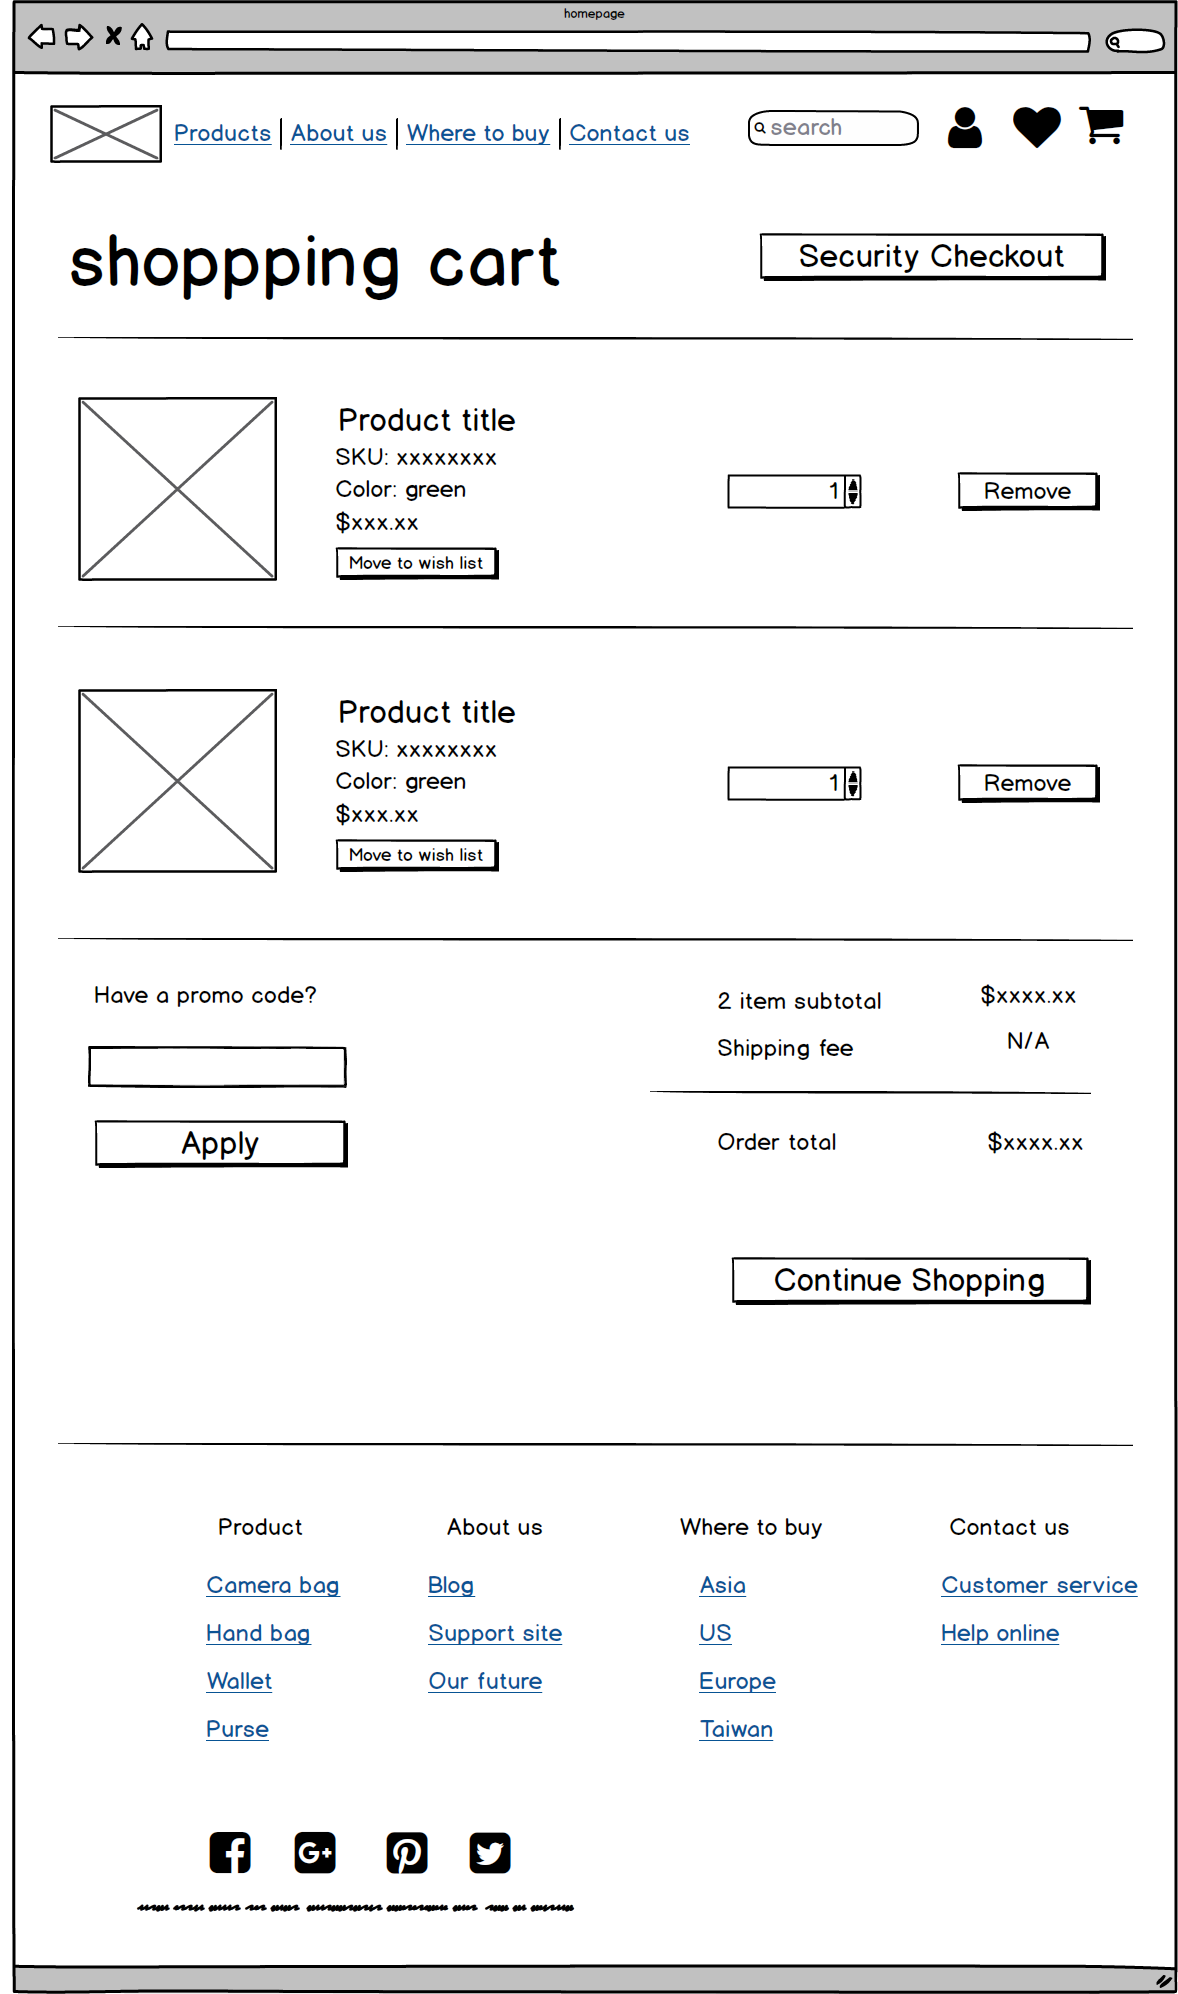 homepage
Products | About us | Where to buy | Contact us
search
shoppping cart
Security Checkout
Product title
SKU: xxxxxxxx
Color: green
$xxx.xx
Move to wish list
1
Remove
Product title
SKU: xxxxxxxx
Color: green
$xxx.xx
Move to wish list
1
Remove
Have a promo code?
Apply
2 item subtotal $xxxx.xx
Shipping fee N/A
Order total $xxxx.xx
Continue Shopping
Product
Camera bag
Hand bag
Wallet
Purse
About us
Blog
Support site
Our future
Where to buy
Asia
US
Europe
Taiwan
Contact us
Customer service
Help online